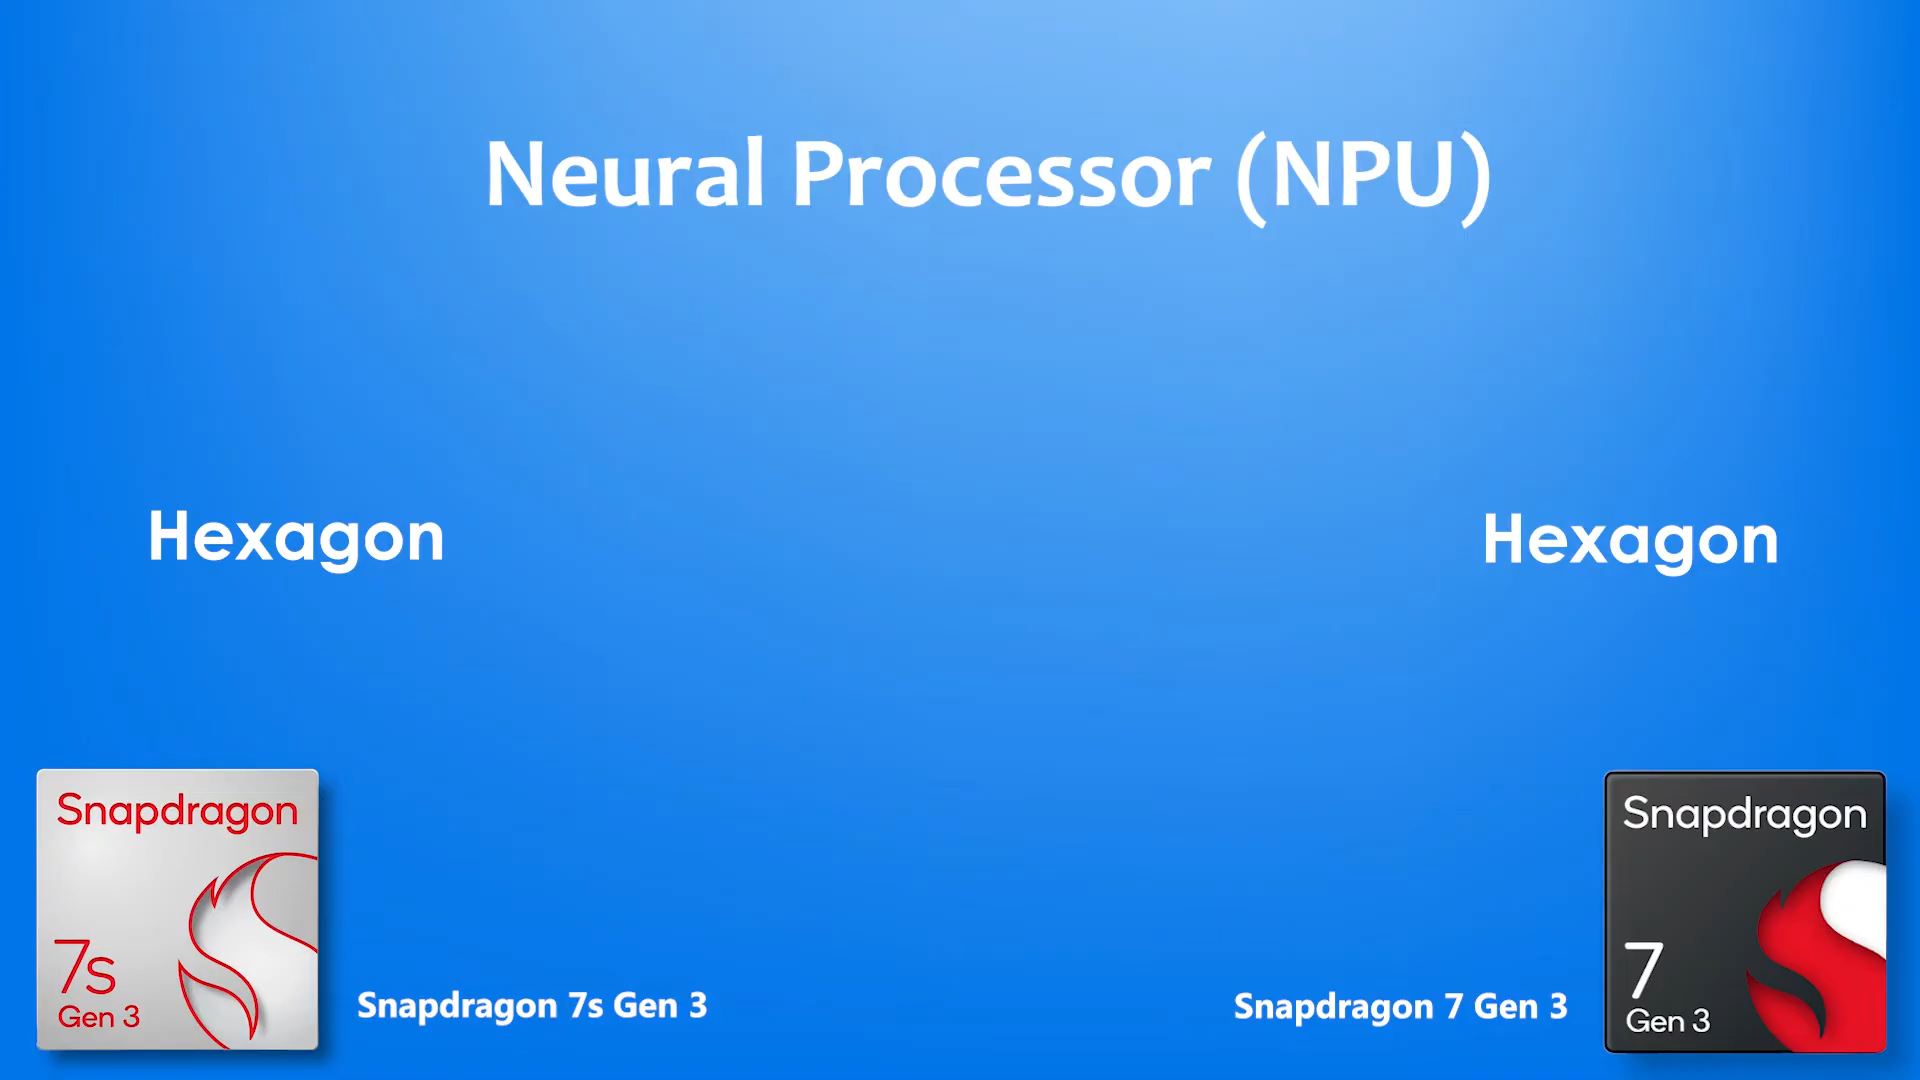 Neural Processor (NPU)
Hexagon
Hexagon
Snapdragon
7s
Gen 3
Snapdragon 7s Gen 3
Snapdragon 7 Gen 3
Snapdragon
7
Gen 3